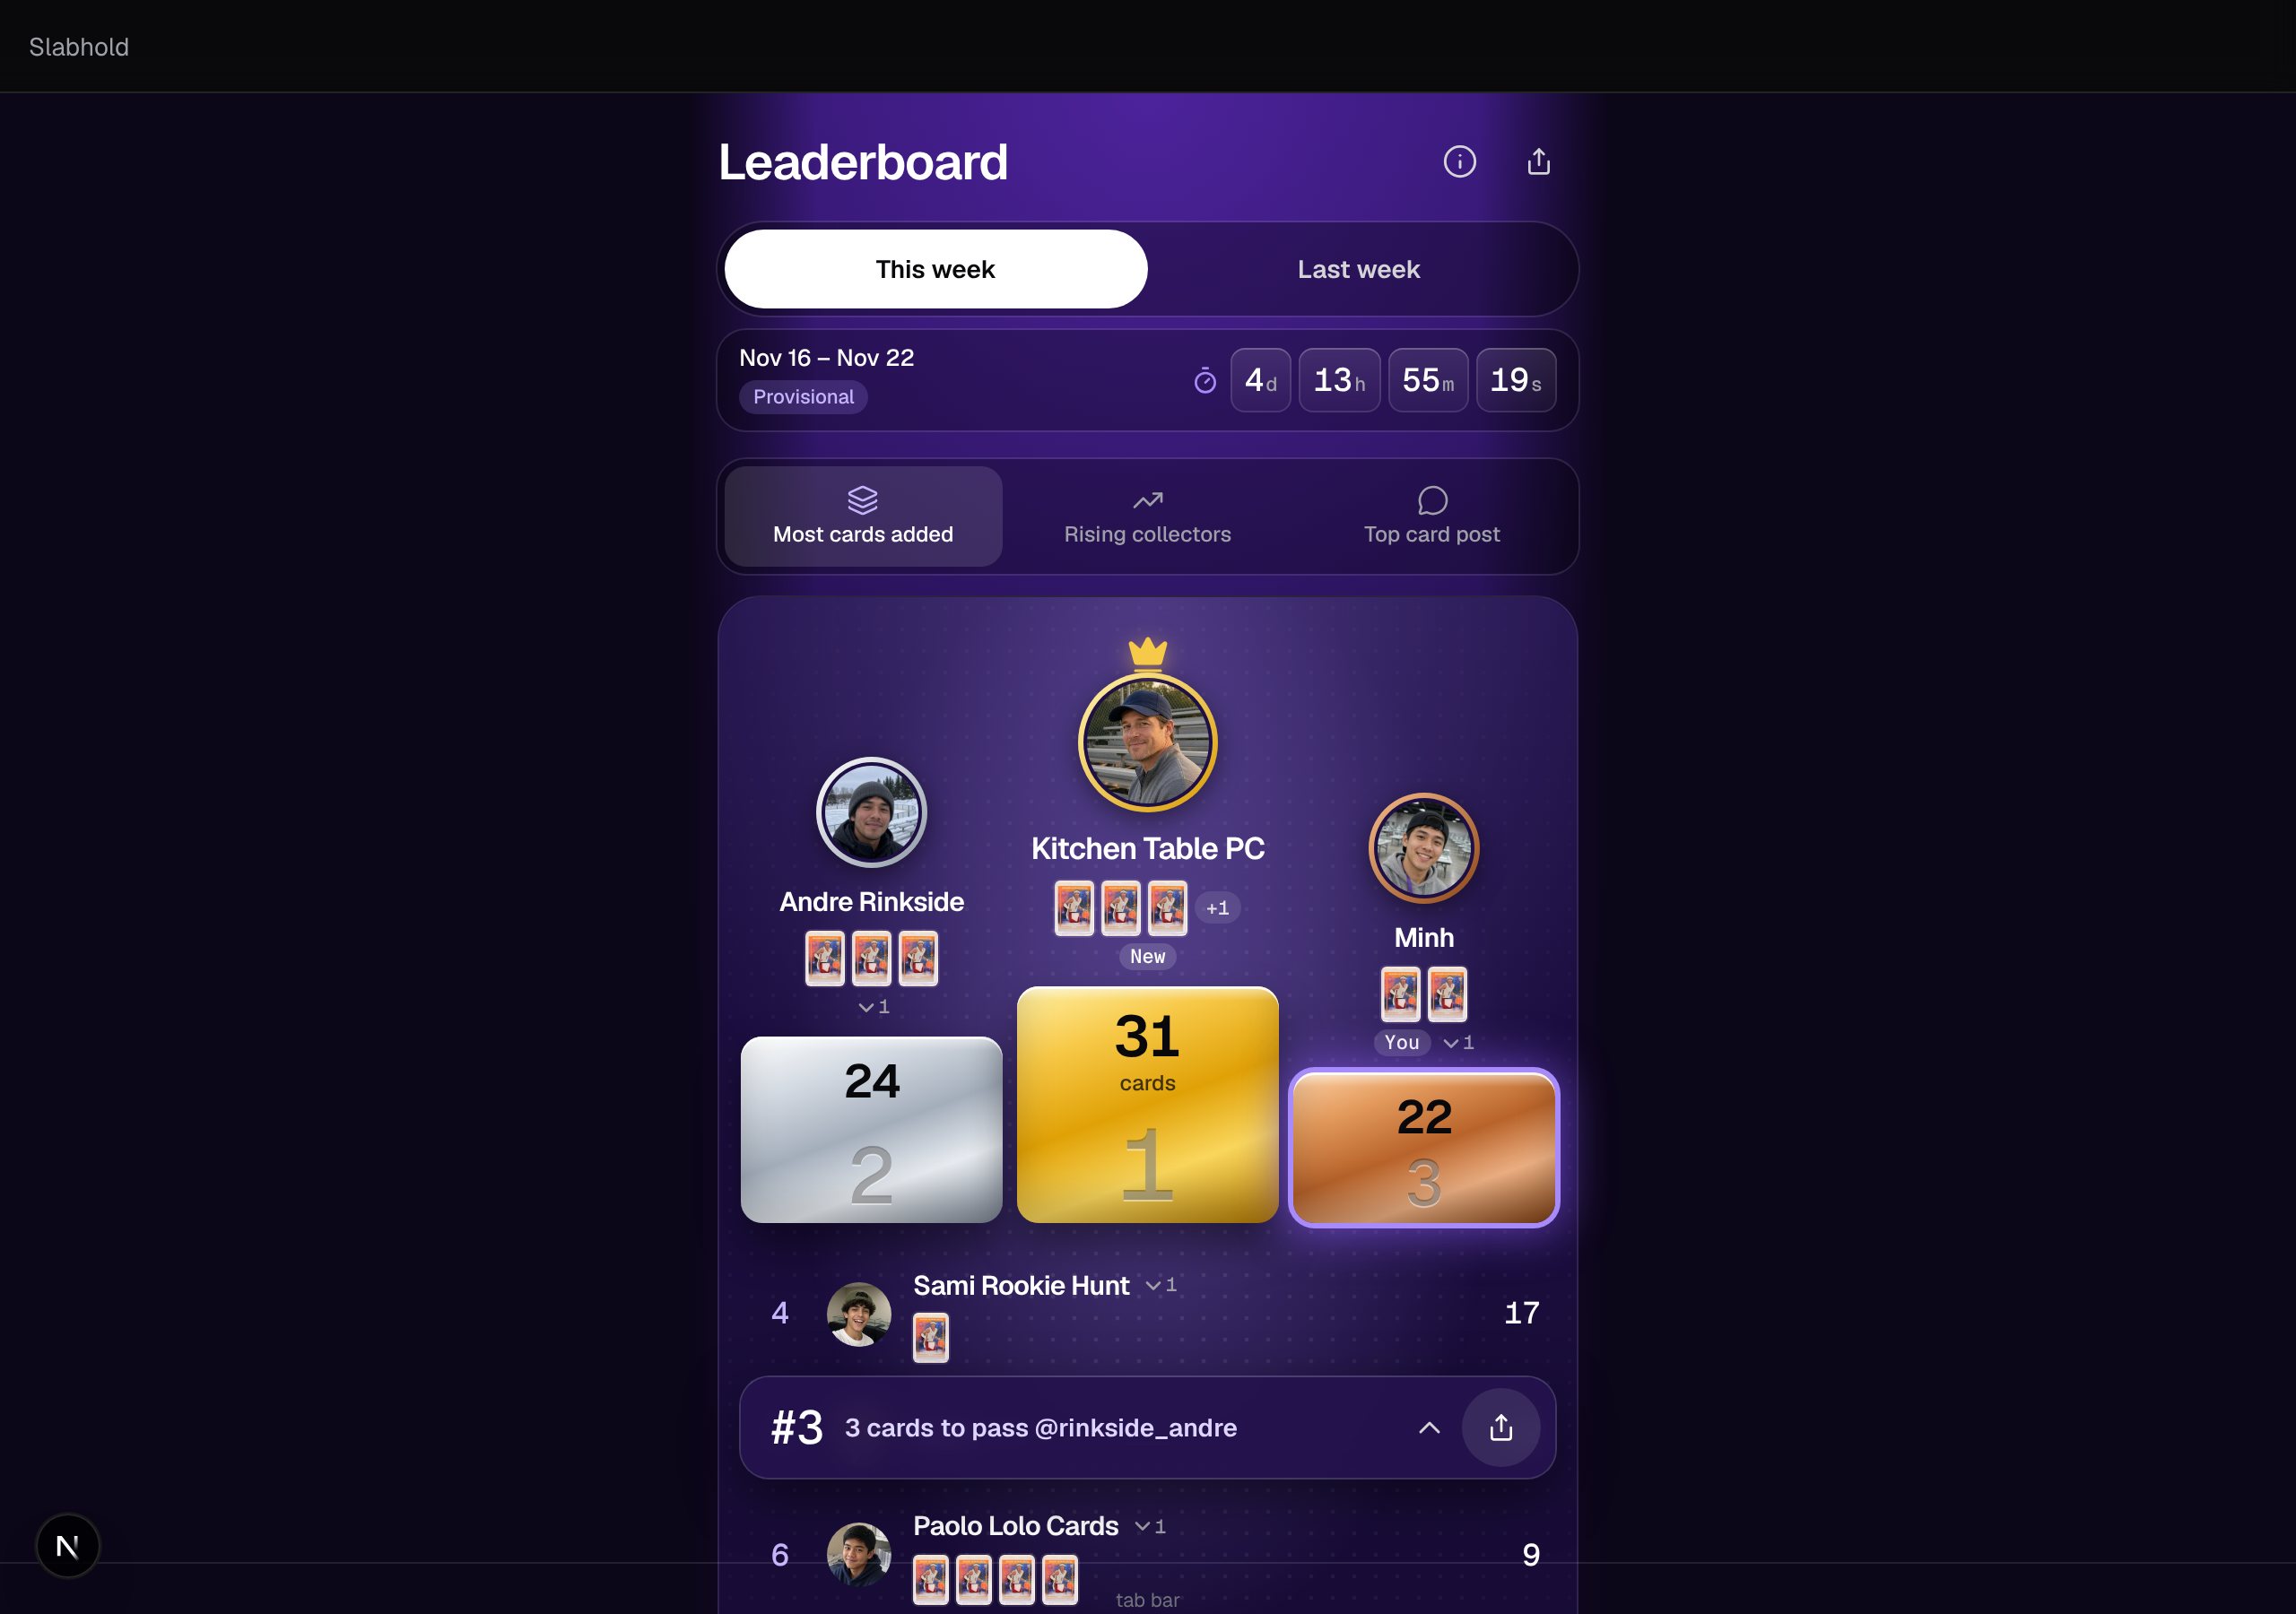 Slabhold
Leaderboard
This week
Last week
Nov 16 – Nov 22
Provisional
4d 13h 55m 19s
Most cards added
Rising collectors
Top card post
Kitchen Table PC
+1
New
31
cards
1
Andre Rinkside
1
24
2
Minh
You 1
22
3
4
Sami Rookie Hunt 1
17
#3 3 cards to pass @rinkside_andre
6
Paolo Lolo Cards 1
9
tab bar
N